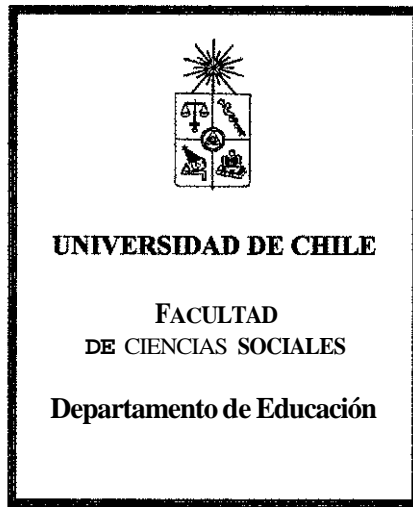 UNIVERSIDAD DE CHILE
FACULTAD
DE CIENCIAS SOCIALES
Departamento de Educación